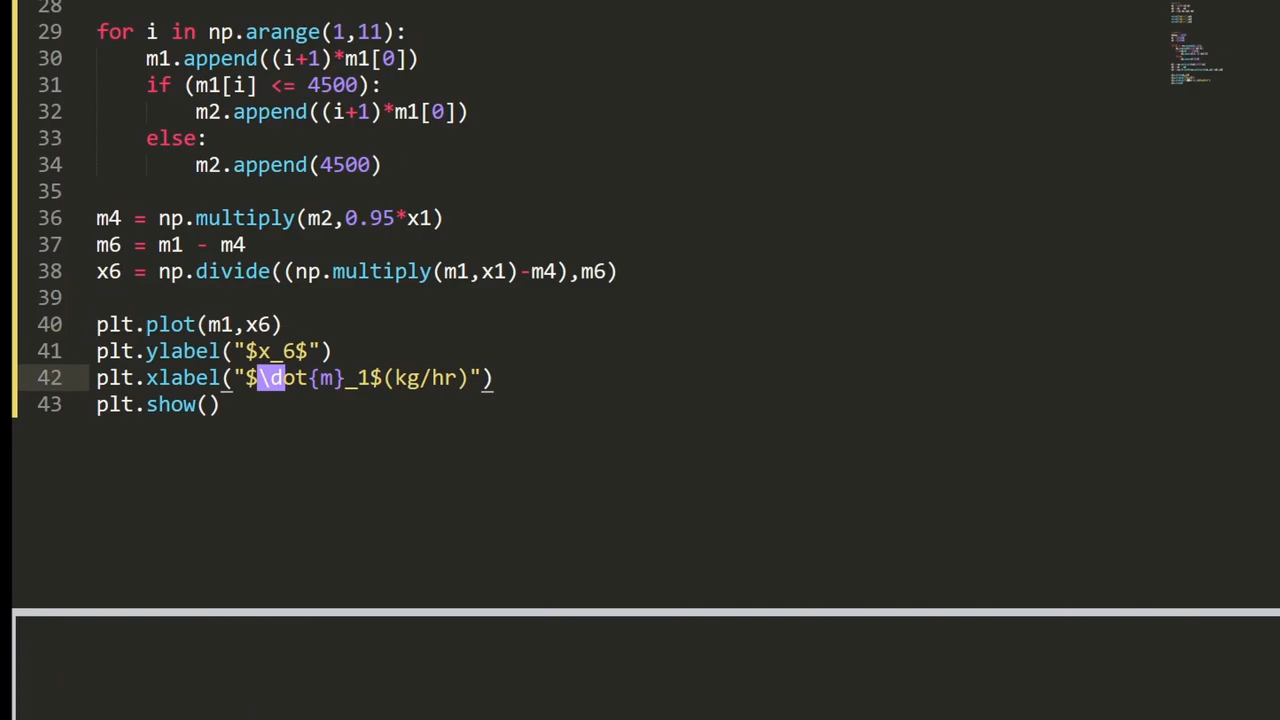 28
29 for i in np.arange(1,11):
30 m1.append((i+1)*m1[0])
31 if (m1[i] <= 4500):
32 m2.append((i+1)*m1[0])
33 else:
34 m2.append(4500)
35
36 m4 = np.multiply(m2,0.95*x1)
37 m6 = m1 - m4
38 x6 = np.divide((np.multiply(m1,x1)-m4),m6)
39
40 plt.plot(m1,x6)
41 plt.ylabel("$x_6$")
42 plt.xlabel("$\dot{m}_1$(kg/hr)")
43 plt.show()